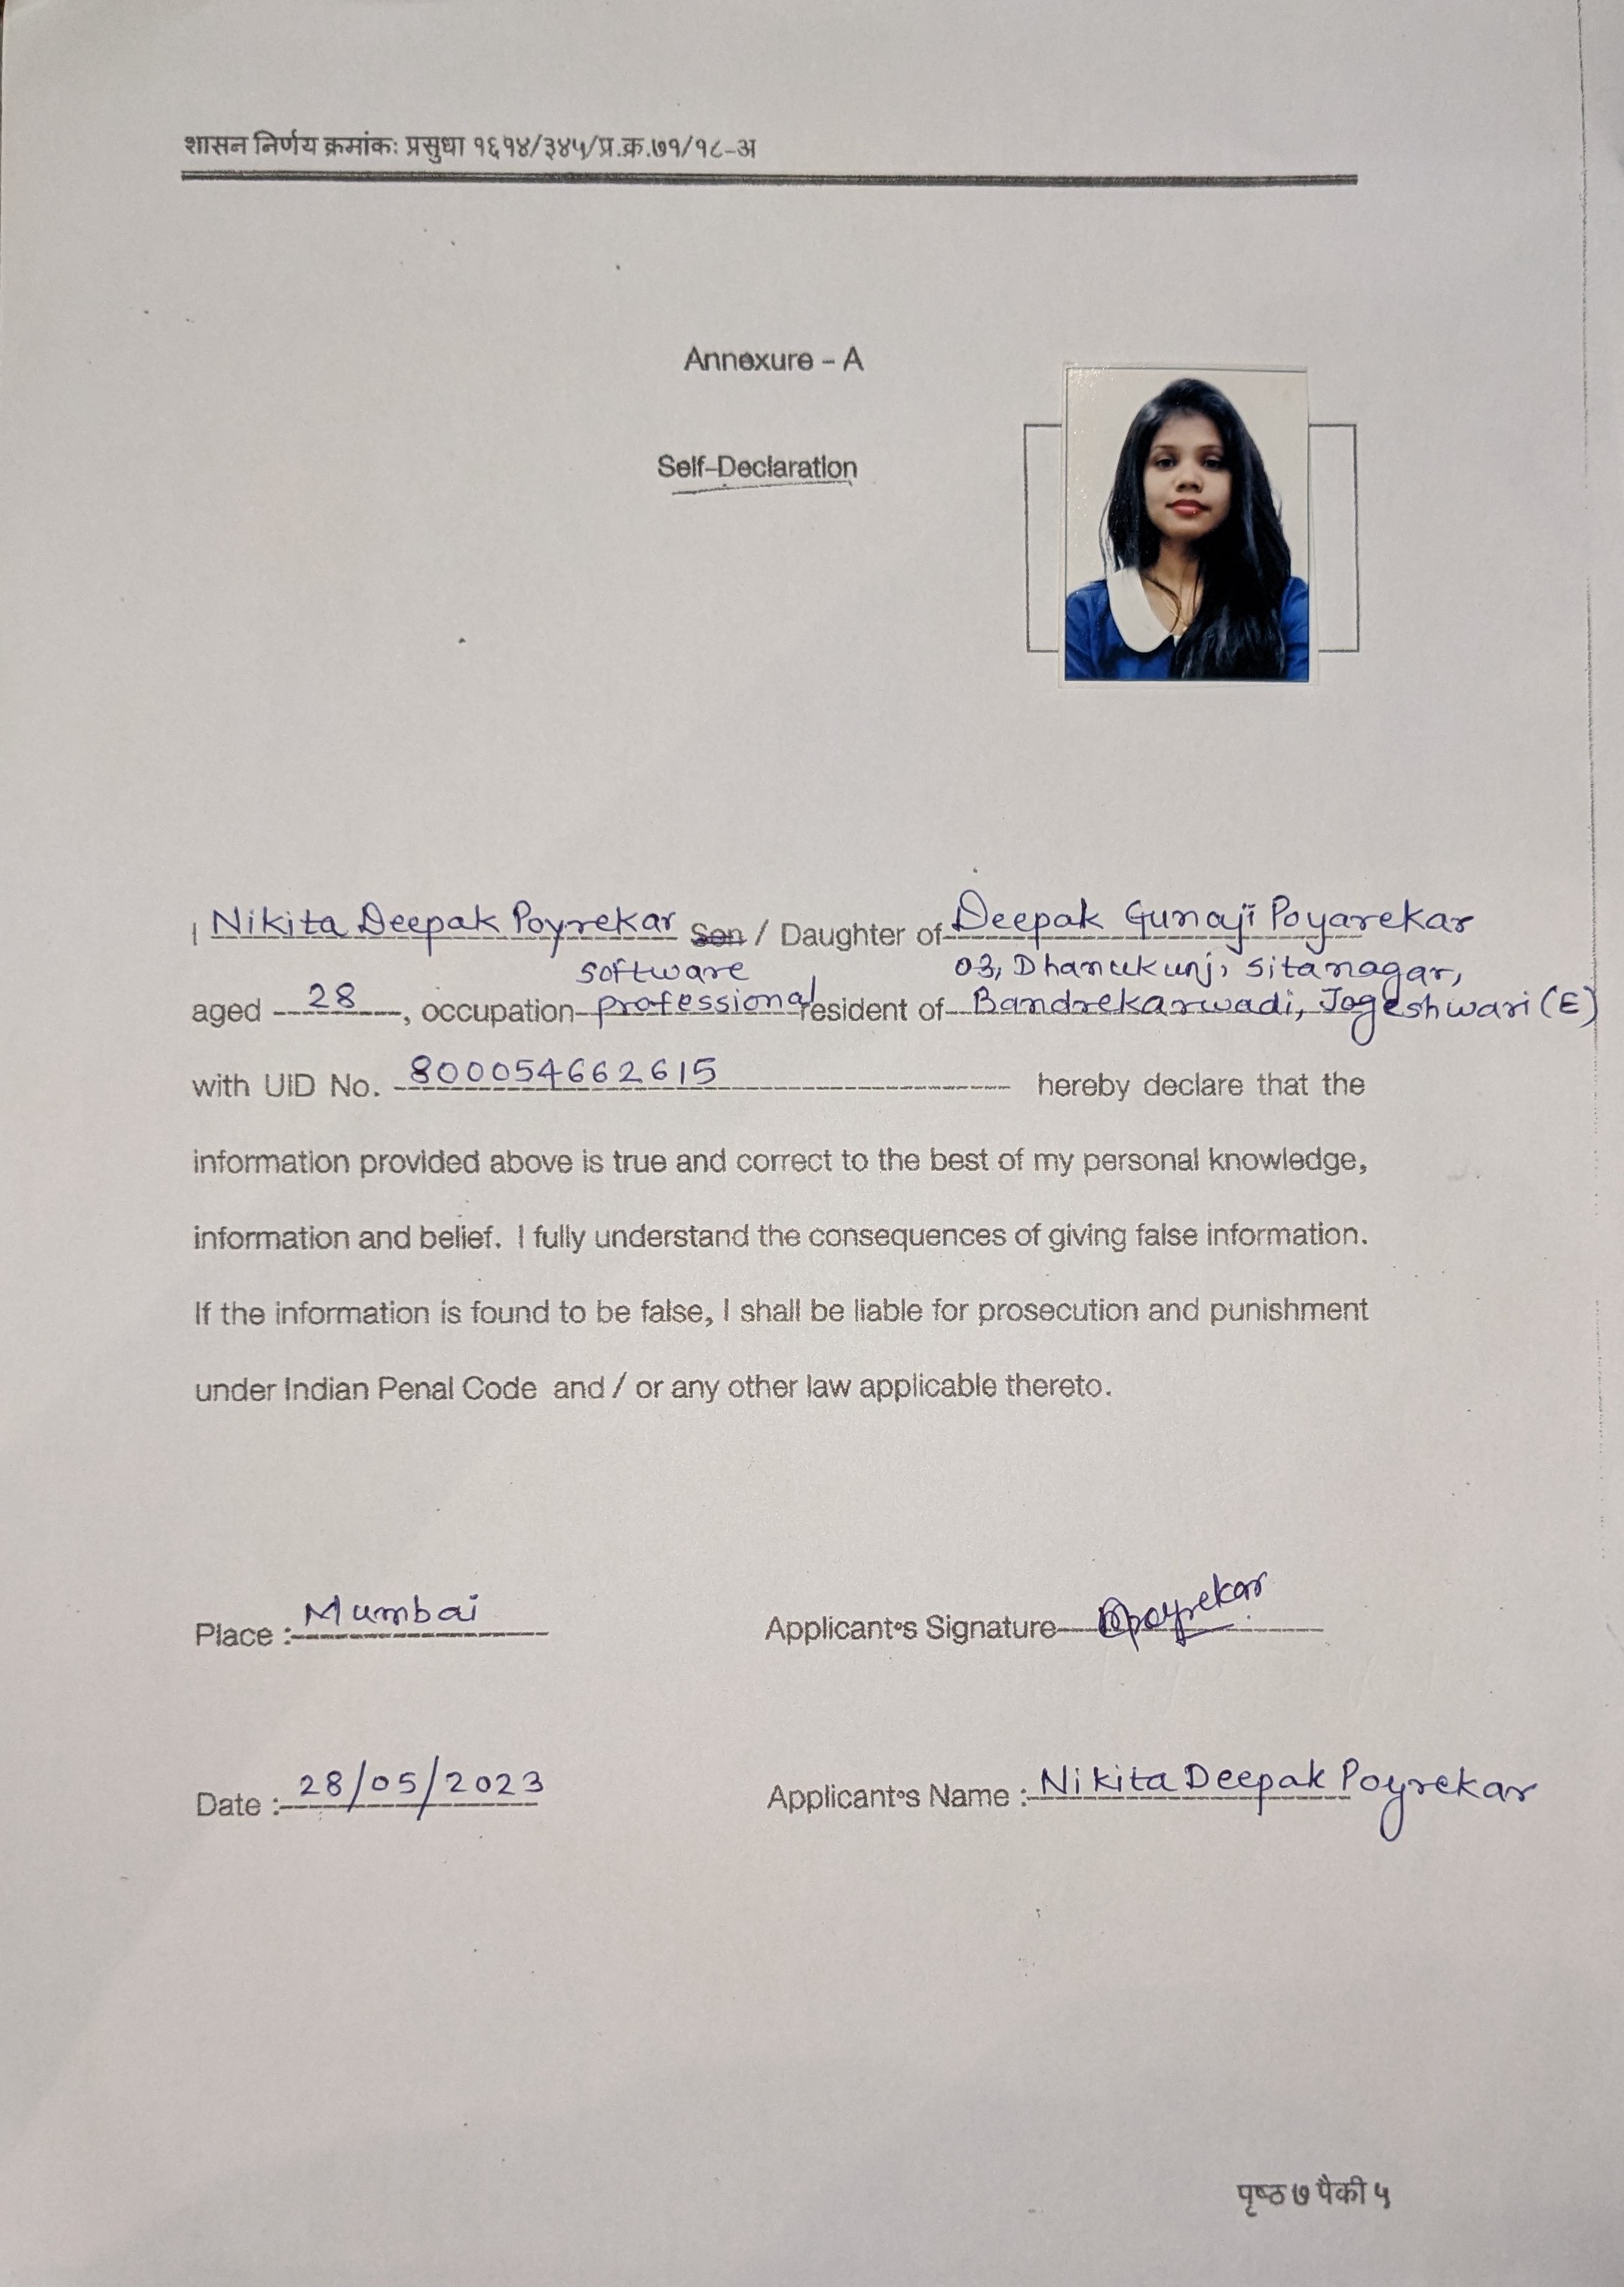 शासन निर्णय क्रमांकः प्रसुधा १६१४/३४५/प्र.क्र.७१/१८-अ
Annexure - A
Self-Declaration
I Nikita Deepak Poyrekar Son / Daughter of Deepak Gunaji Poyarekar
software 03, Dhanukunj, Sitanagar,
aged 28, occupation professional resident of Bandrekarwadi, Jogeshwari (E)
with UID No. 800054662615 hereby declare that the
information provided above is true and correct to the best of my personal knowledge,
information and belief. I fully understand the consequences of giving false information.
If the information is found to be false, I shall be liable for prosecution and punishment
under Indian Penal Code and / or any other law applicable thereto.
Place : Mumbai Applicant's Signature Npoyrekar
Date : 28/05/2023 Applicant's Name : Nikita Deepak Poyrekar
पृष्ठ ७ पैकी ५